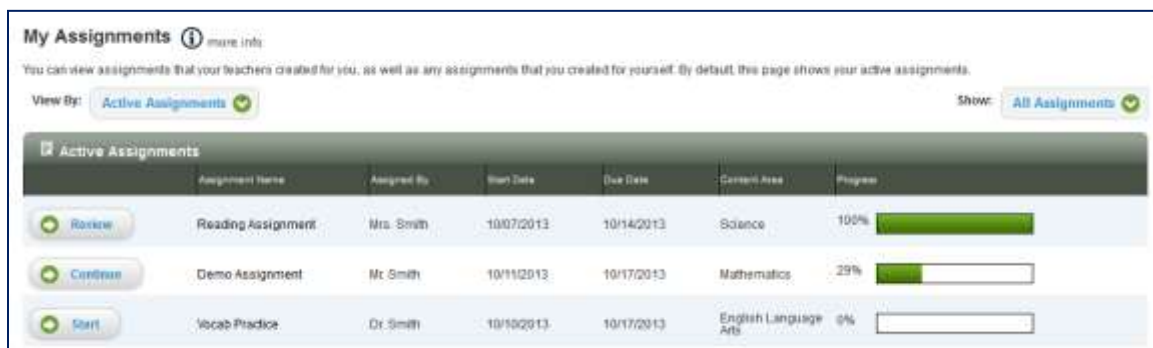 My Assignments more info
You can view assignments that your teachers created for you, as well as any assignments that you created for yourself. By default, this page shows your active assignments.
View By: Active Assignments Show: All Assignments
Active Assignments
Assignment Name Assigned By Start Date Due Date Content Area Progress
Review Reading Assignment Mrs. Smith 10/07/2013 10/14/2013 Science 100%
Continue Demo Assignment Mr. Smith 10/11/2013 10/17/2013 Mathematics 29%
Start Vocab Practice Dr. Smith 10/10/2013 10/17/2013 English Language Arts 0%